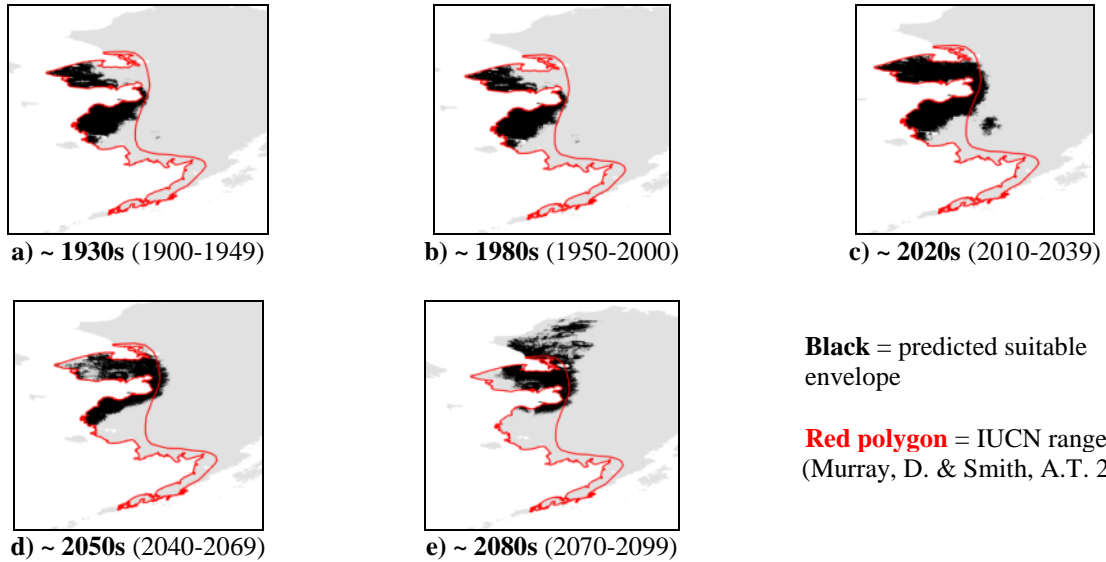 a) ~ 1930s (1900-1949)
b) ~ 1980s (1950-2000)
c) ~ 2020s (2010-2039)
d) ~ 2050s (2040-2069)
e) ~ 2080s (2070-2099)
Black = predicted suitable
envelope
Red polygon = IUCN range
(Murray, D. & Smith, A.T. 2